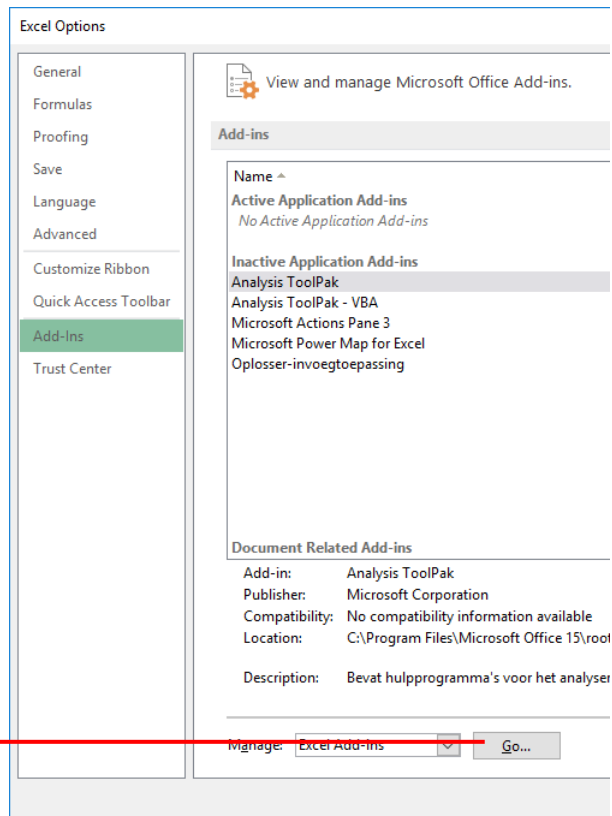 Excel Options
General
Formulas
Proofing
Save
Language
Advanced
Customize Ribbon
Quick Access Toolbar
Add-Ins
Trust Center
View and manage Microsoft Office Add-ins.
Add-ins
Name
Active Application Add-ins
No Active Application Add-ins
Inactive Application Add-ins
Analysis ToolPak
Analysis ToolPak - VBA
Microsoft Actions Pane 3
Microsoft Power Map for Excel
Oplosser-invoegtoepassing
Document Related Add-ins
Add-in: Analysis ToolPak
Publisher: Microsoft Corporation
Compatibility: No compatibility information available
Location: C:\Program Files\Microsoft Office 15\root
Description: Bevat hulpprogramma's voor het analyser
Manage: Excel Add-ins Go...